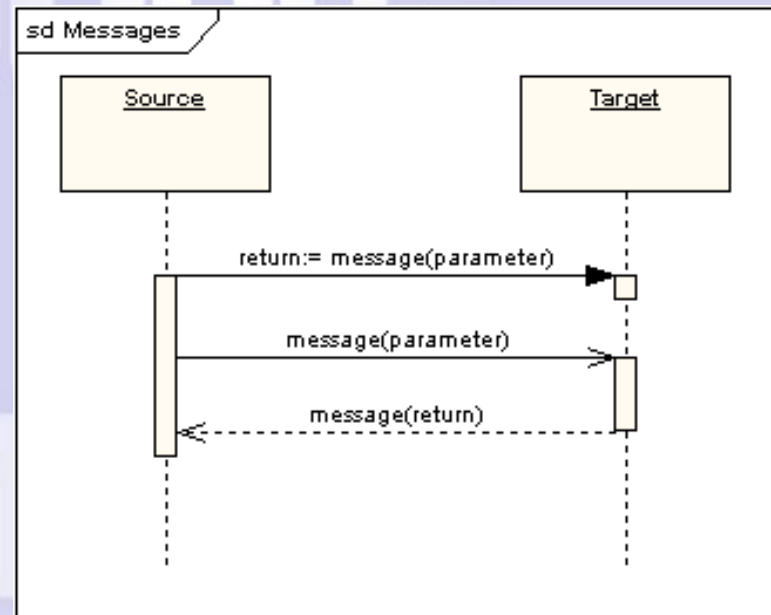 sd Messages
Source
Target
return:= message(parameter)
message(parameter)
message(return)